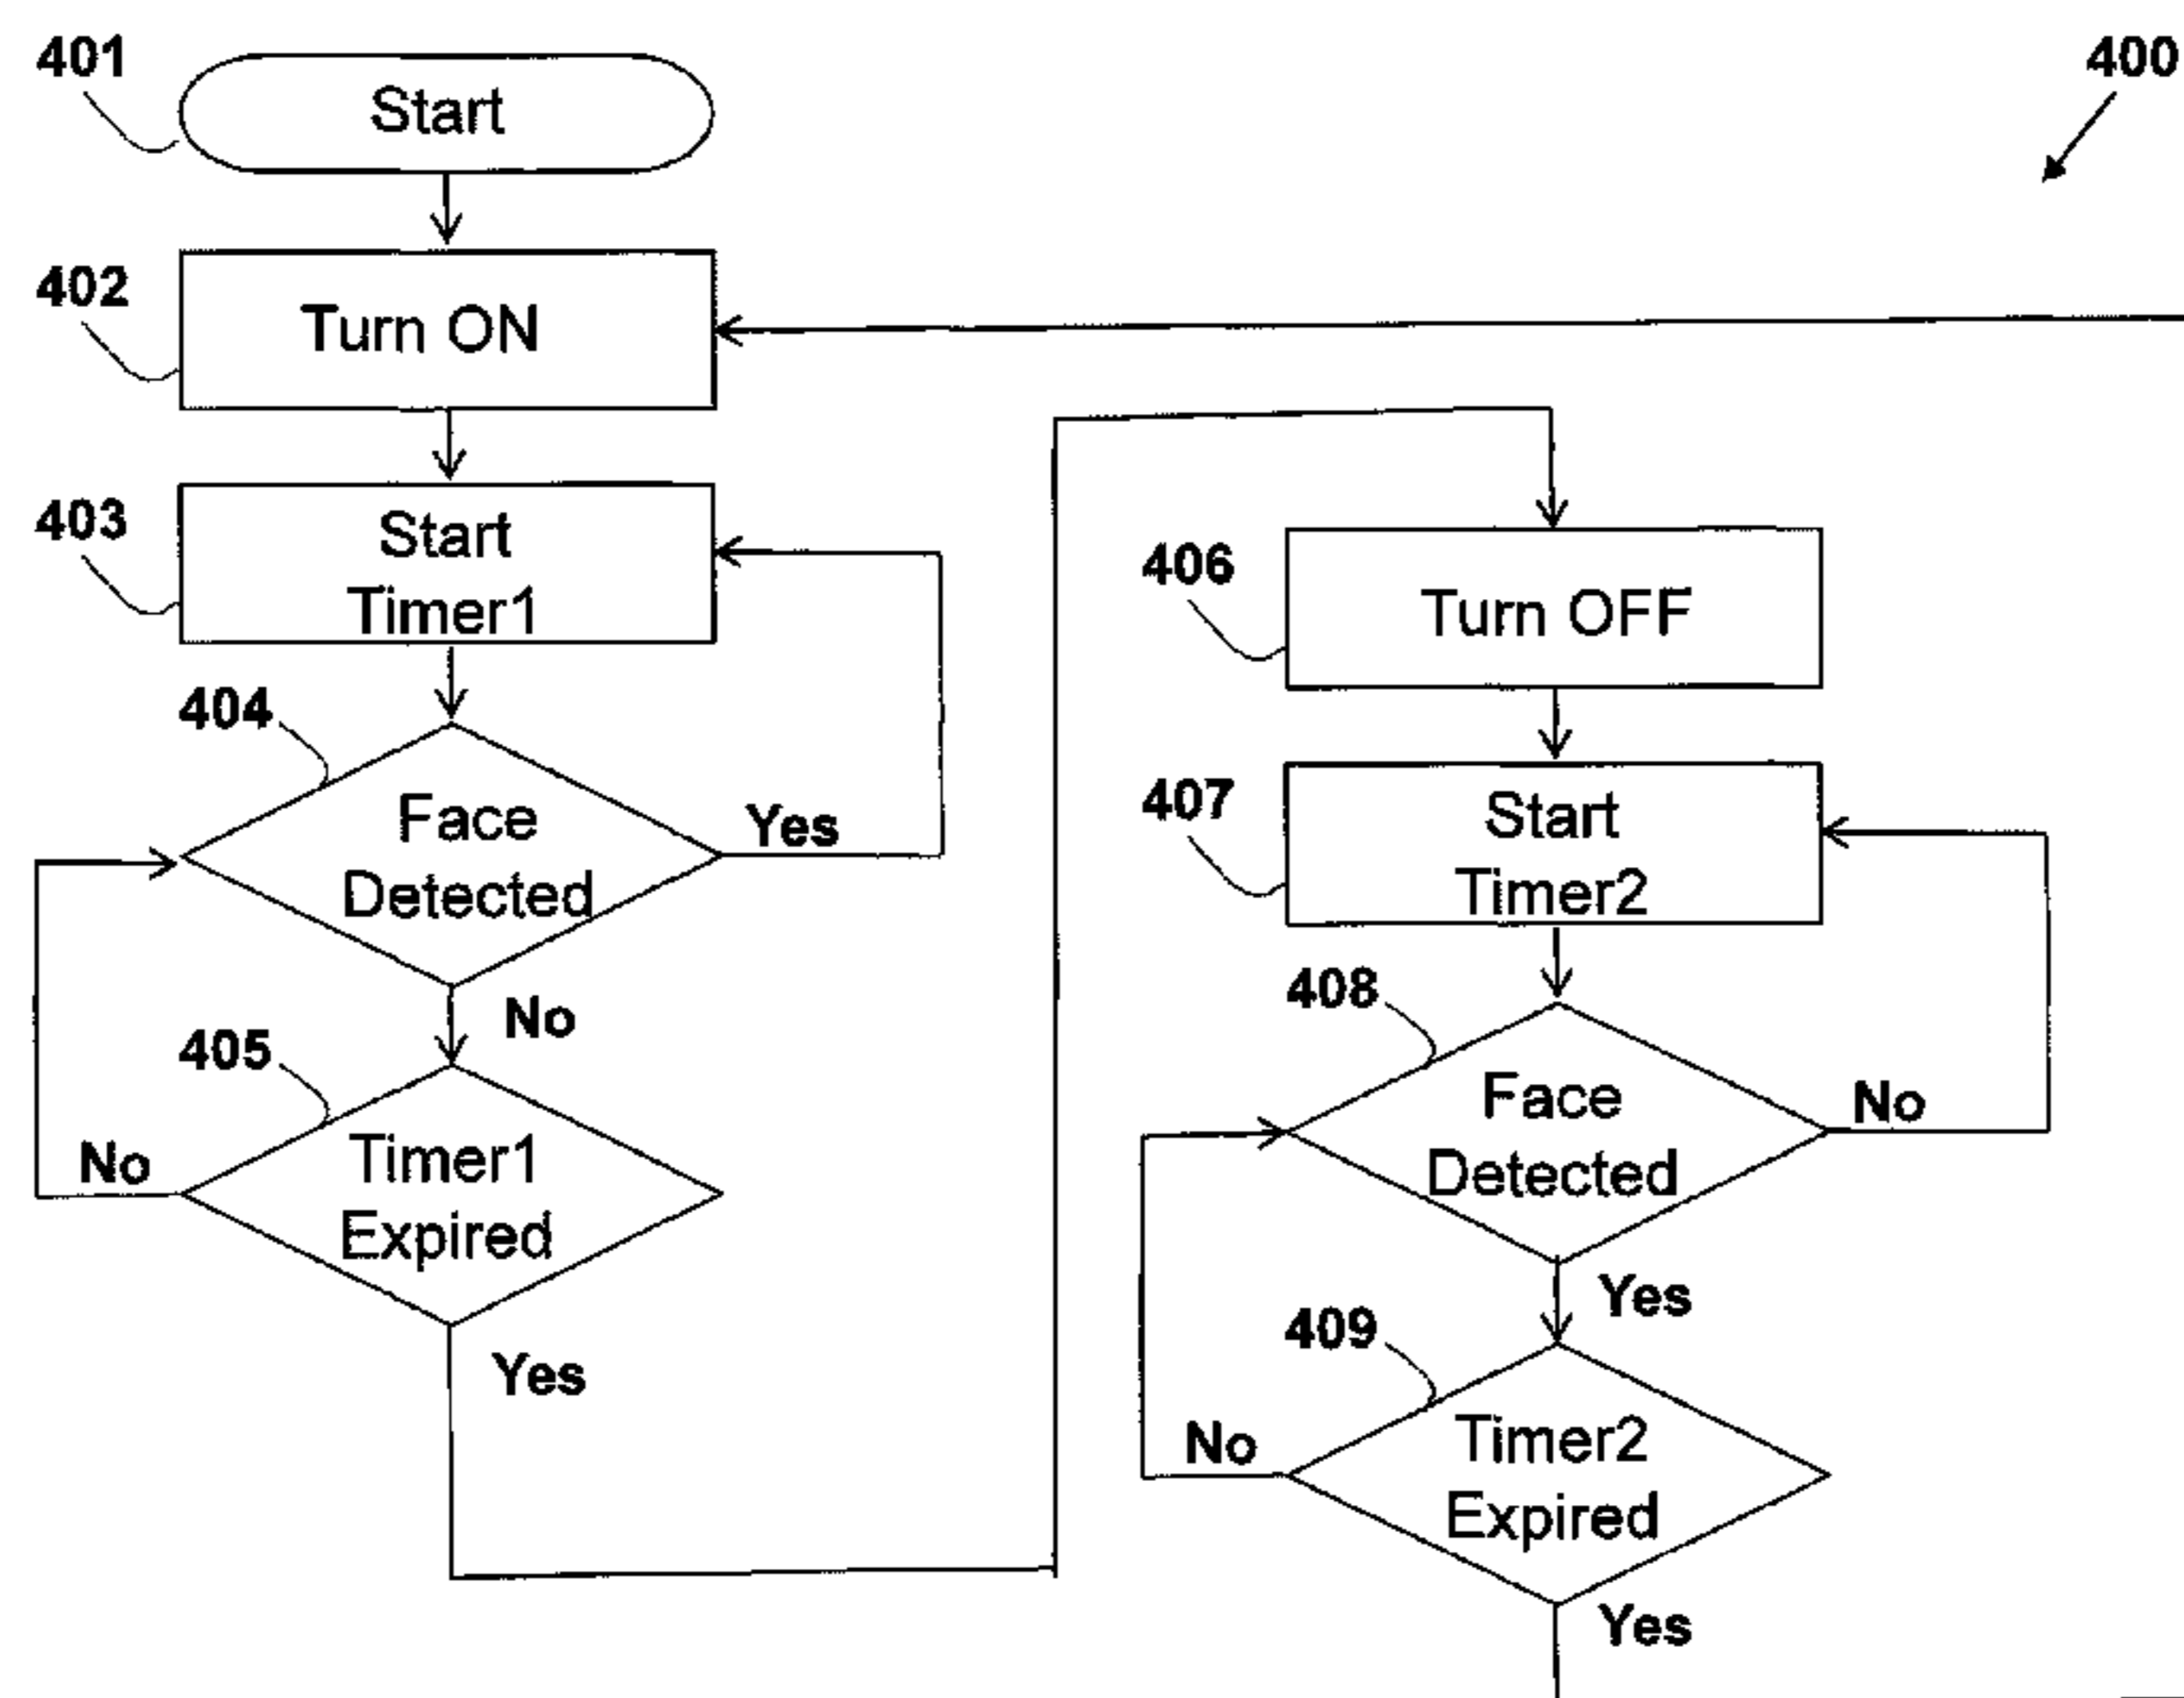 401
Start
400
402
Turn ON
403
Start
Timer1
404
Face
Detected
Yes
No
405
Timer1
Expired
No
Yes
406
Turn OFF
407
Start
Timer2
408
Face
Detected
No
Yes
409
Timer2
Expired
No
Yes